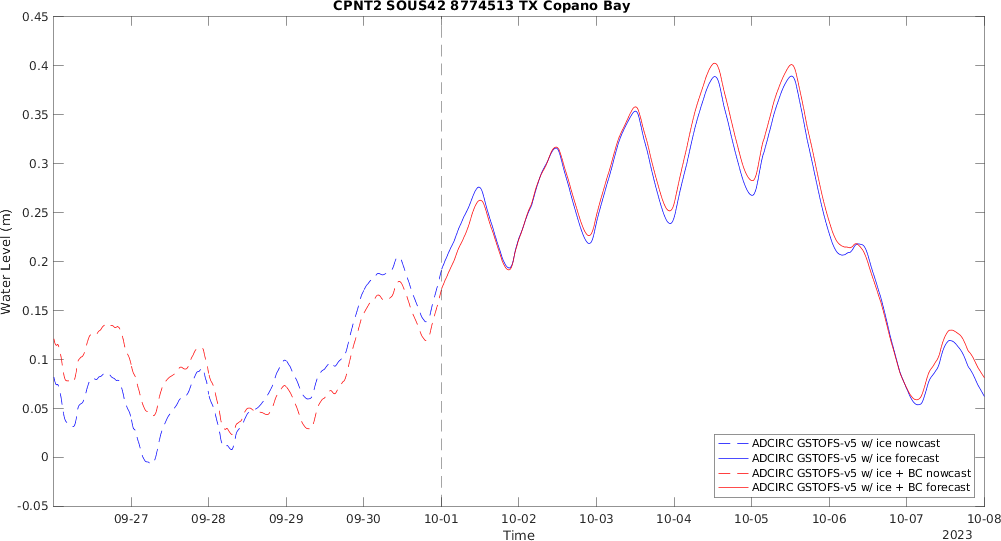 CPNT2 SOUS42 8774513 TX Copano Bay
0.45
0.4
0.35
0.3
0.25
0.2
0.15
0.1
0.05
0
-0.05
Water Level (m)
ADCIRC GSTOFS-v5 w/ ice nowcast
ADCIRC GSTOFS-v5 w/ ice forecast
ADCIRC GSTOFS-v5 w/ ice + BC nowcast
ADCIRC GSTOFS-v5 w/ ice + BC forecast
09-27 09-28 09-29 09-30 10-01 10-02 10-03 10-04 10-05 10-06 10-07 10-08
Time
2023